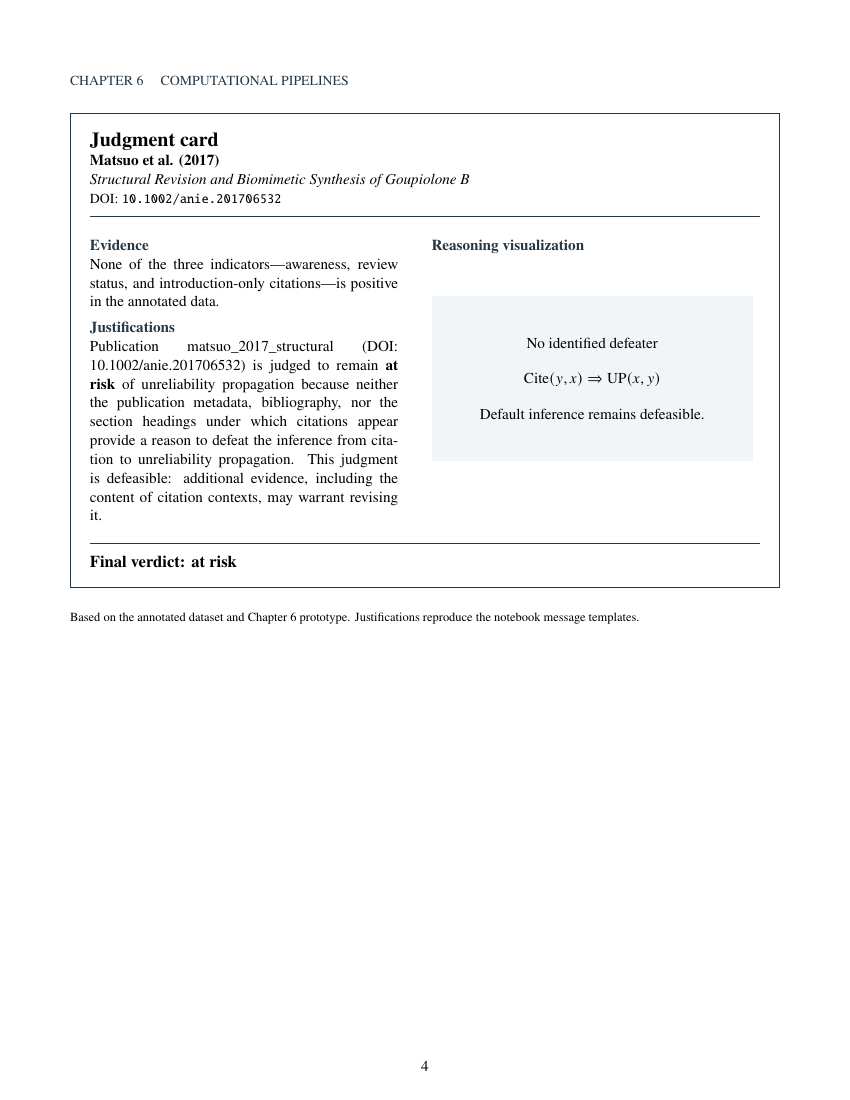 CHAPTER 6 COMPUTATIONAL PIPELINES
Judgment card
Matsuo et al. (2017)
Structural Revision and Biomimetic Synthesis of Goupiolone B
DOI: 10.1002/anie.201706532
Evidence
None of the three indicators—awareness, review
status, and introduction-only citations—is positive
in the annotated data.
Justifications
Publication matsuo_2017_structural (DOI:
10.1002/anie.201706532) is judged to remain at
risk of unreliability propagation because neither
the publication metadata, bibliography, nor the
section headings under which citations appear
provide a reason to defeat the inference from cita-
tion to unreliability propagation. This judgment
is defeasible: additional evidence, including the
content of citation contexts, may warrant revising
it.
Reasoning visualization
No identified defeater
Cite(y, x) ⇒ UP(x, y)
Default inference remains defeasible.
Final verdict: at risk
Based on the annotated dataset and Chapter 6 prototype. Justifications reproduce the notebook message templates.
4